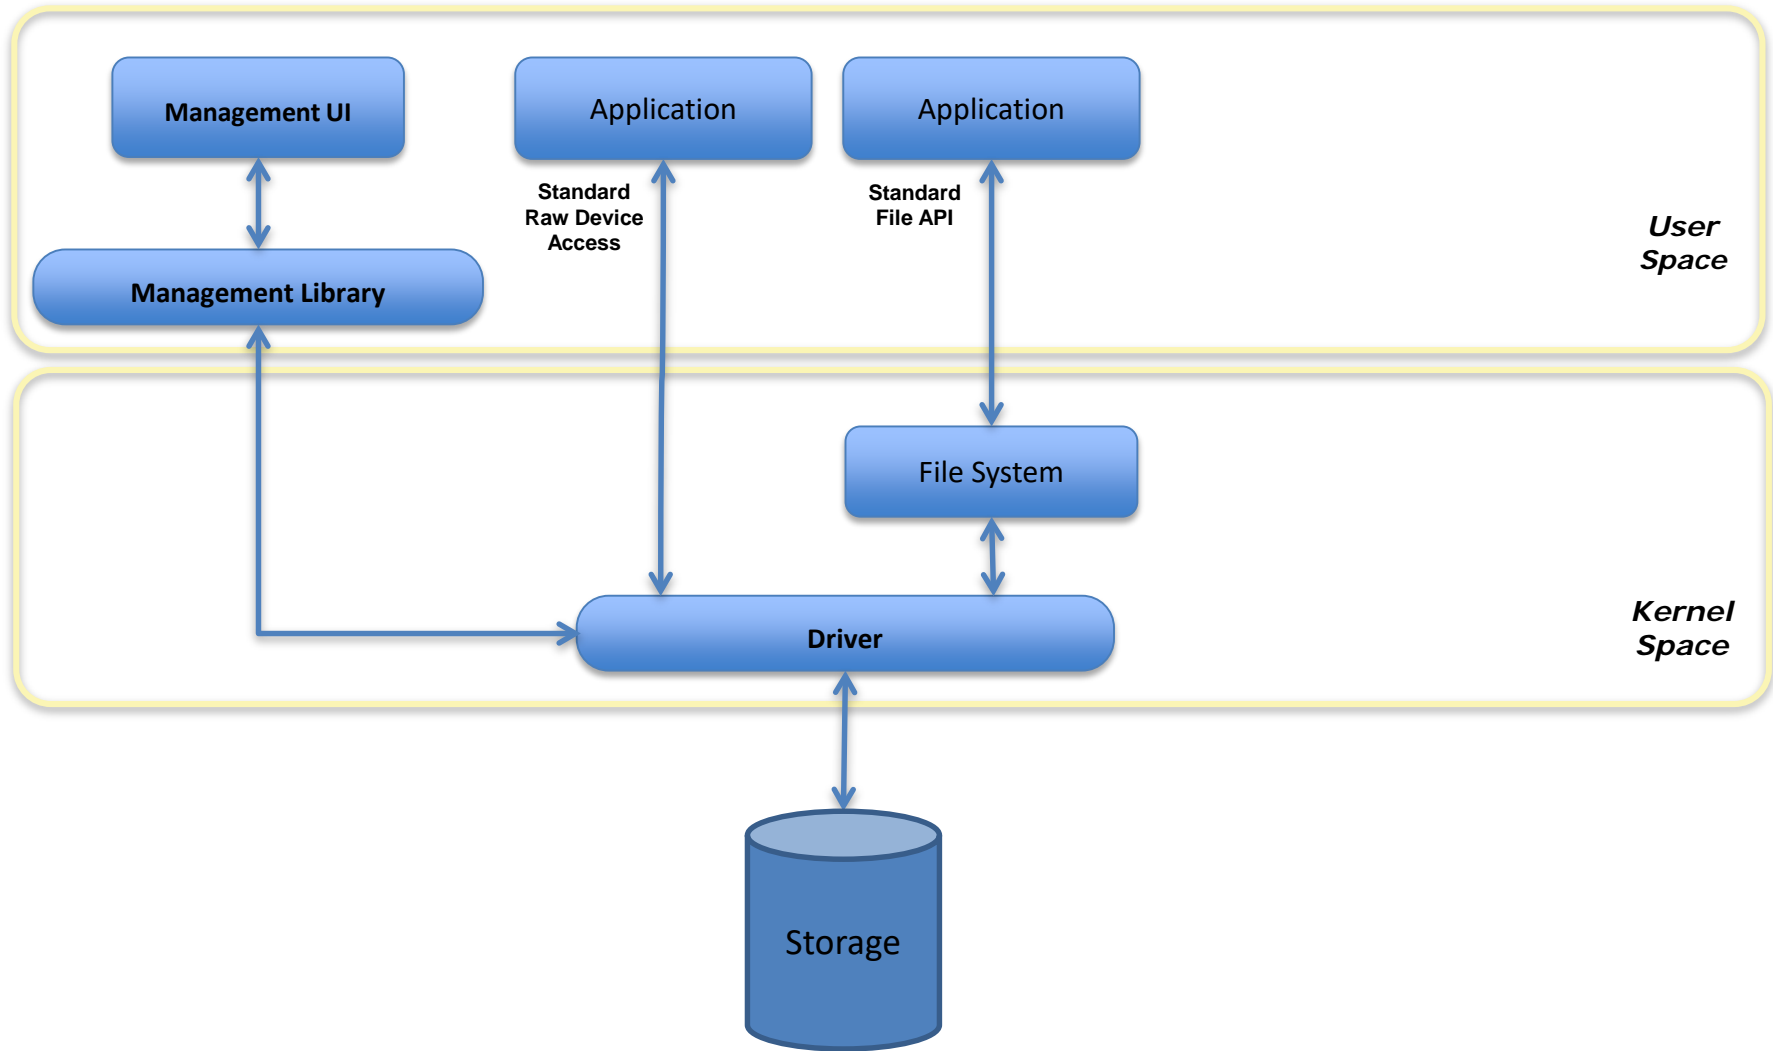 Management UI
Application
Application
Standard
Raw Device
Access
Standard
File API
User
Space
Management Library
File System
Driver
Kernel
Space
Storage